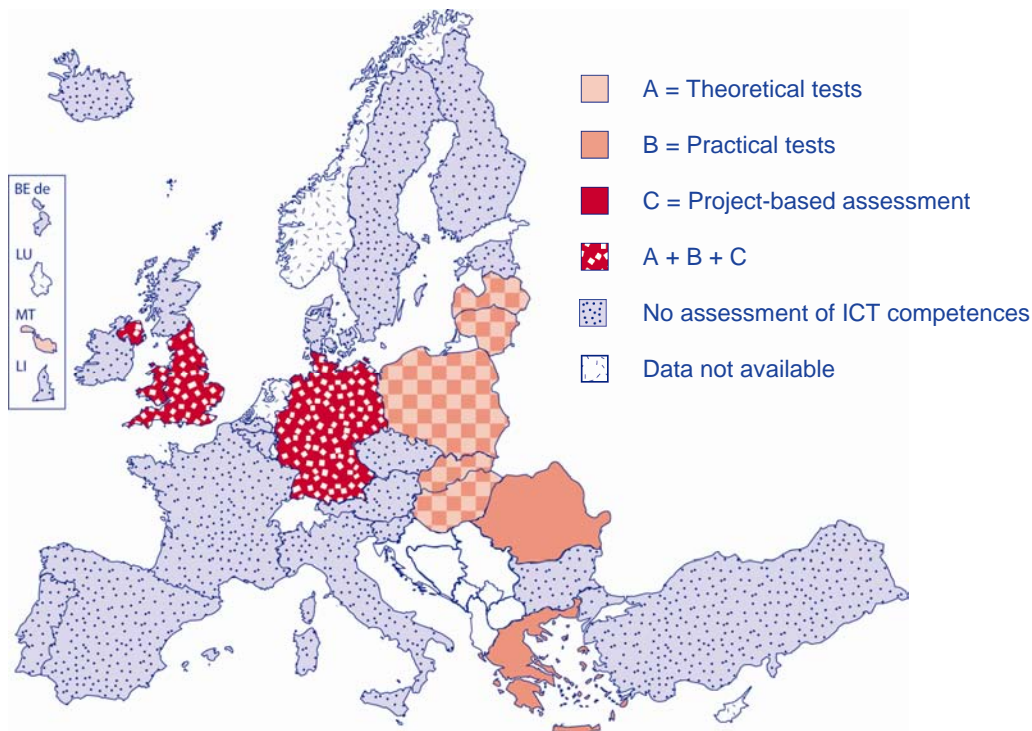 A = Theoretical tests
B = Practical tests
C = Project-based assessment
A + B + C
No assessment of ICT competences
Data not available
BE de
LU
MT
LI